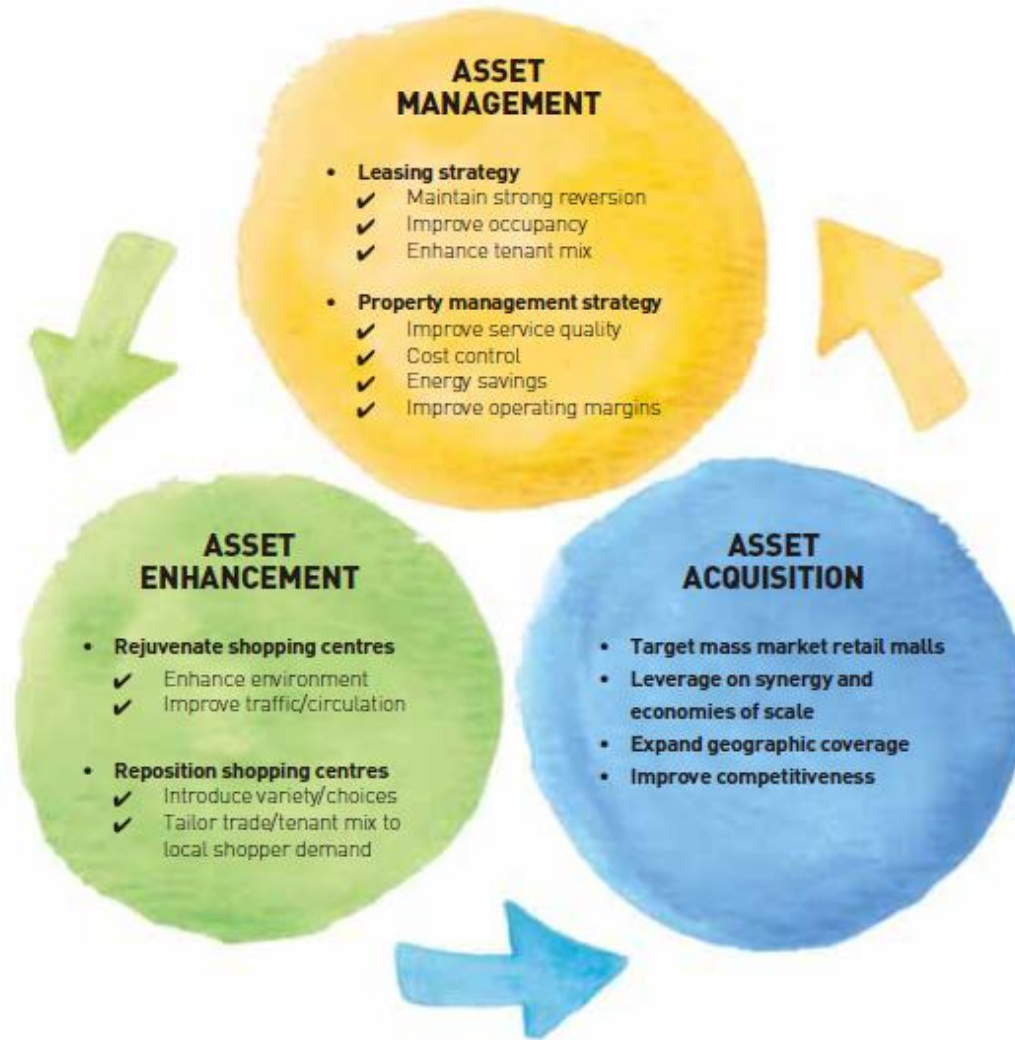 ASSET
MANAGEMENT
• Leasing strategy
✔ Maintain strong reversion
✔ Improve occupancy
✔ Enhance tenant mix
• Property management strategy
✔ Improve service quality
✔ Cost control
✔ Energy savings
✔ Improve operating margins
ASSET
ENHANCEMENT
• Rejuvenate shopping centres
✔ Enhance environment
✔ Improve traffic/circulation
• Reposition shopping centres
✔ Introduce variety/choices
✔ Tailor trade/tenant mix to
local shopper demand
ASSET
ACQUISITION
• Target mass market retail malls
• Leverage on synergy and
economies of scale
• Expand geographic coverage
• Improve competitiveness